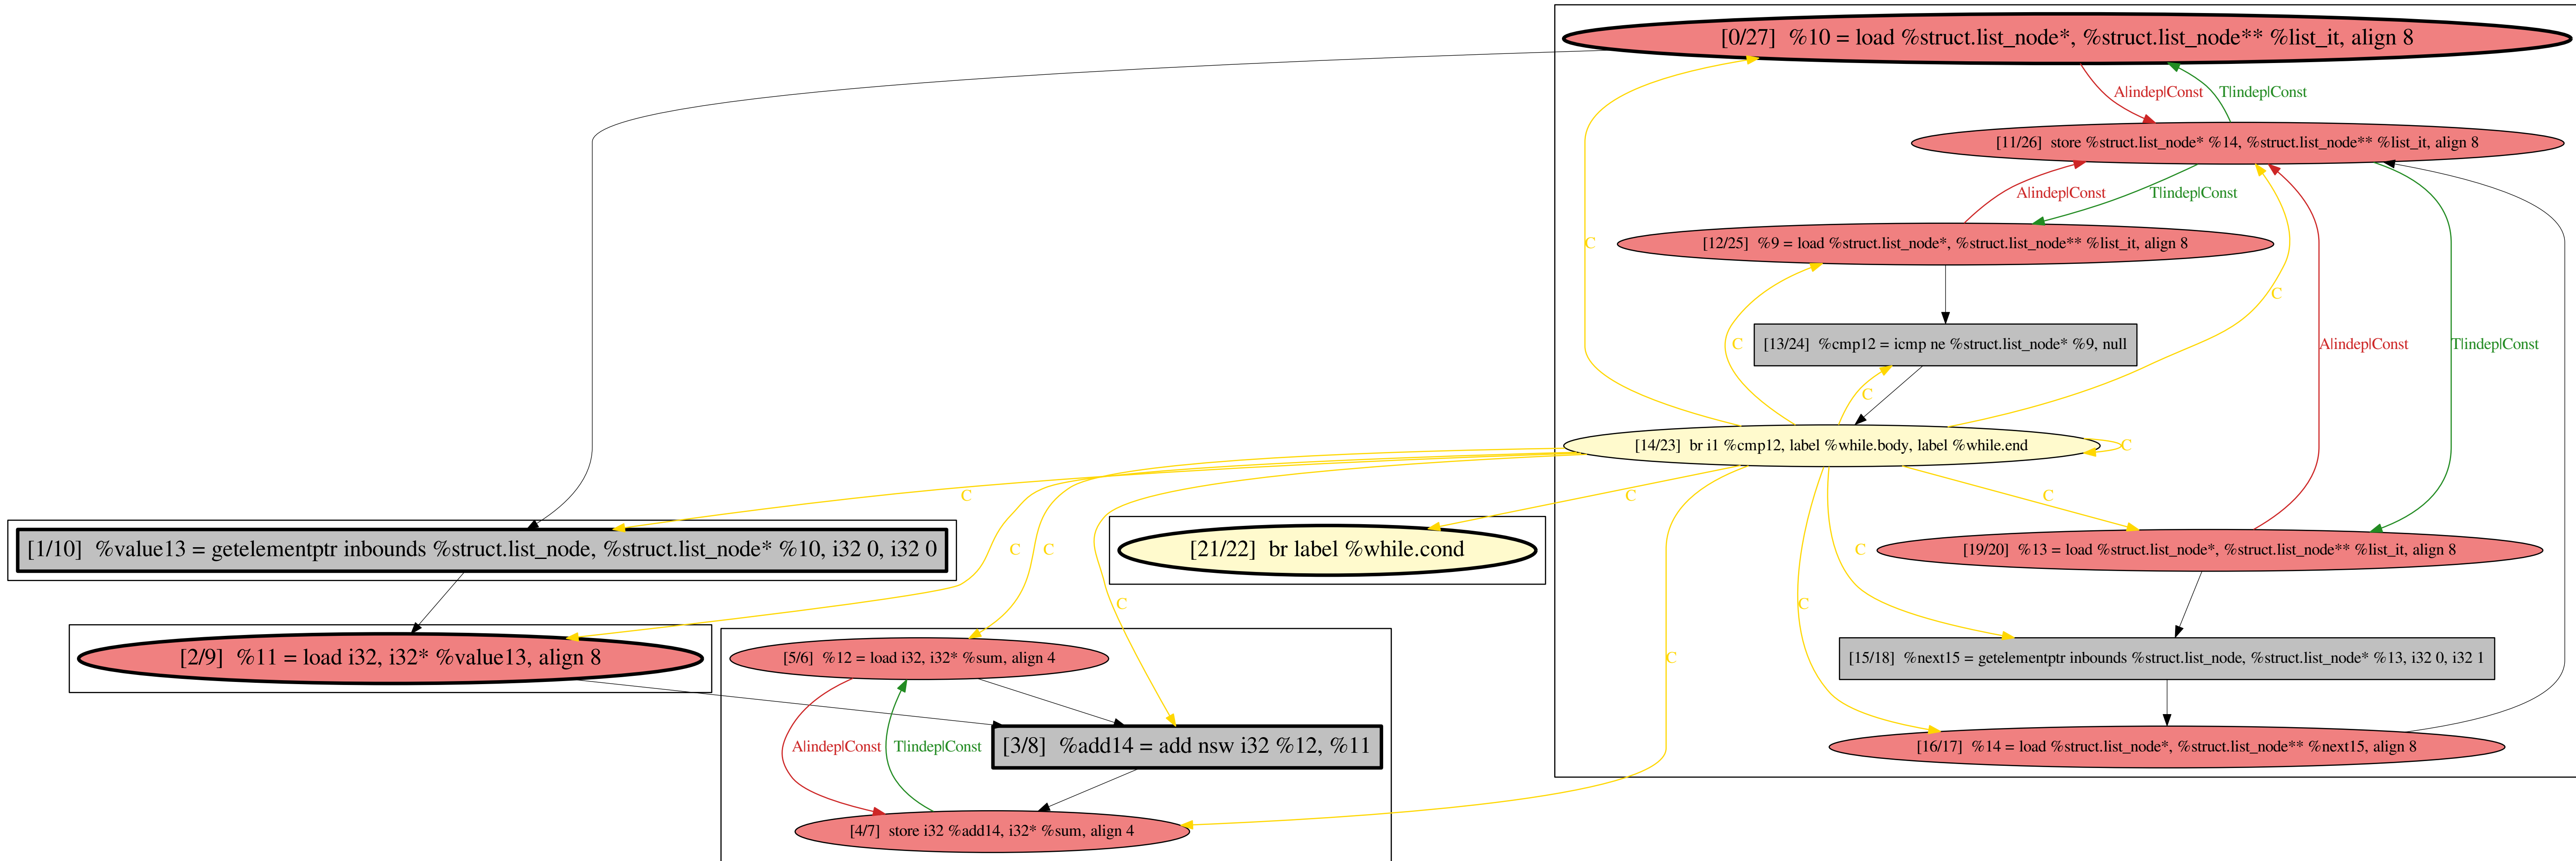 [0/27] %10 = load %struct.list_node*, %struct.list_node** %list_it, align 8
A|indep|Const
T|indep|Const
[11/26] store %struct.list_node* %14, %struct.list_node** %list_it, align 8
A|indep|Const
T|indep|Const
[12/25] %9 = load %struct.list_node*, %struct.list_node** %list_it, align 8
C
C
[13/24] %cmp12 = icmp ne %struct.list_node* %9, null
C
A|indep|Const
T|indep|Const
C
[14/23] br i1 %cmp12, label %while.body, label %while.end
C
C
C
C
[1/10] %value13 = getelementptr inbounds %struct.list_node, %struct.list_node* %10, i32 0, i32 0
C
C
[21/22] br label %while.cond
C
[19/20] %13 = load %struct.list_node*, %struct.list_node** %list_it, align 8
C
C
[2/9] %11 = load i32, i32* %value13, align 8
[5/6] %12 = load i32, i32* %sum, align 4
C
[15/18] %next15 = getelementptr inbounds %struct.list_node, %struct.list_node* %13, i32 0, i32 1
A|indep|Const
T|indep|Const
[3/8] %add14 = add nsw i32 %12, %11
[16/17] %14 = load %struct.list_node*, %struct.list_node** %next15, align 8
[4/7] store i32 %add14, i32* %sum, align 4